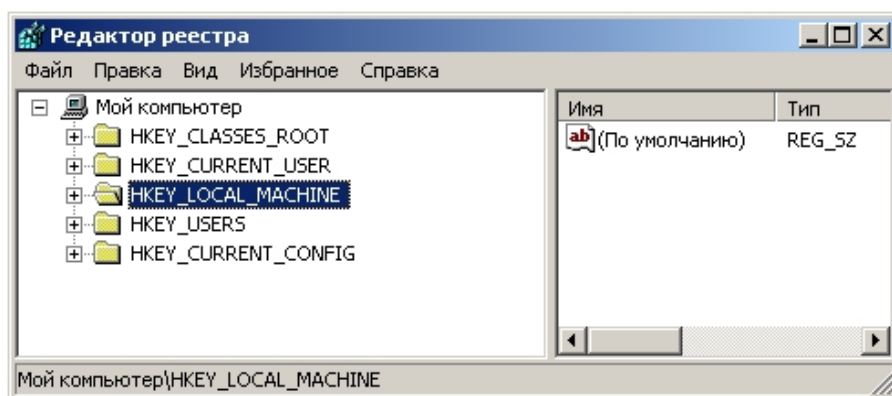 Редактор реестра
Файл Правка Вид Избранное Справка
Мой компьютер
HKEY_CLASSES_ROOT
HKEY_CURRENT_USER
HKEY_LOCAL_MACHINE
HKEY_USERS
HKEY_CURRENT_CONFIG
Имя Тип
ab (По умолчанию) REG_SZ
Мой компьютер\HKEY_LOCAL_MACHINE